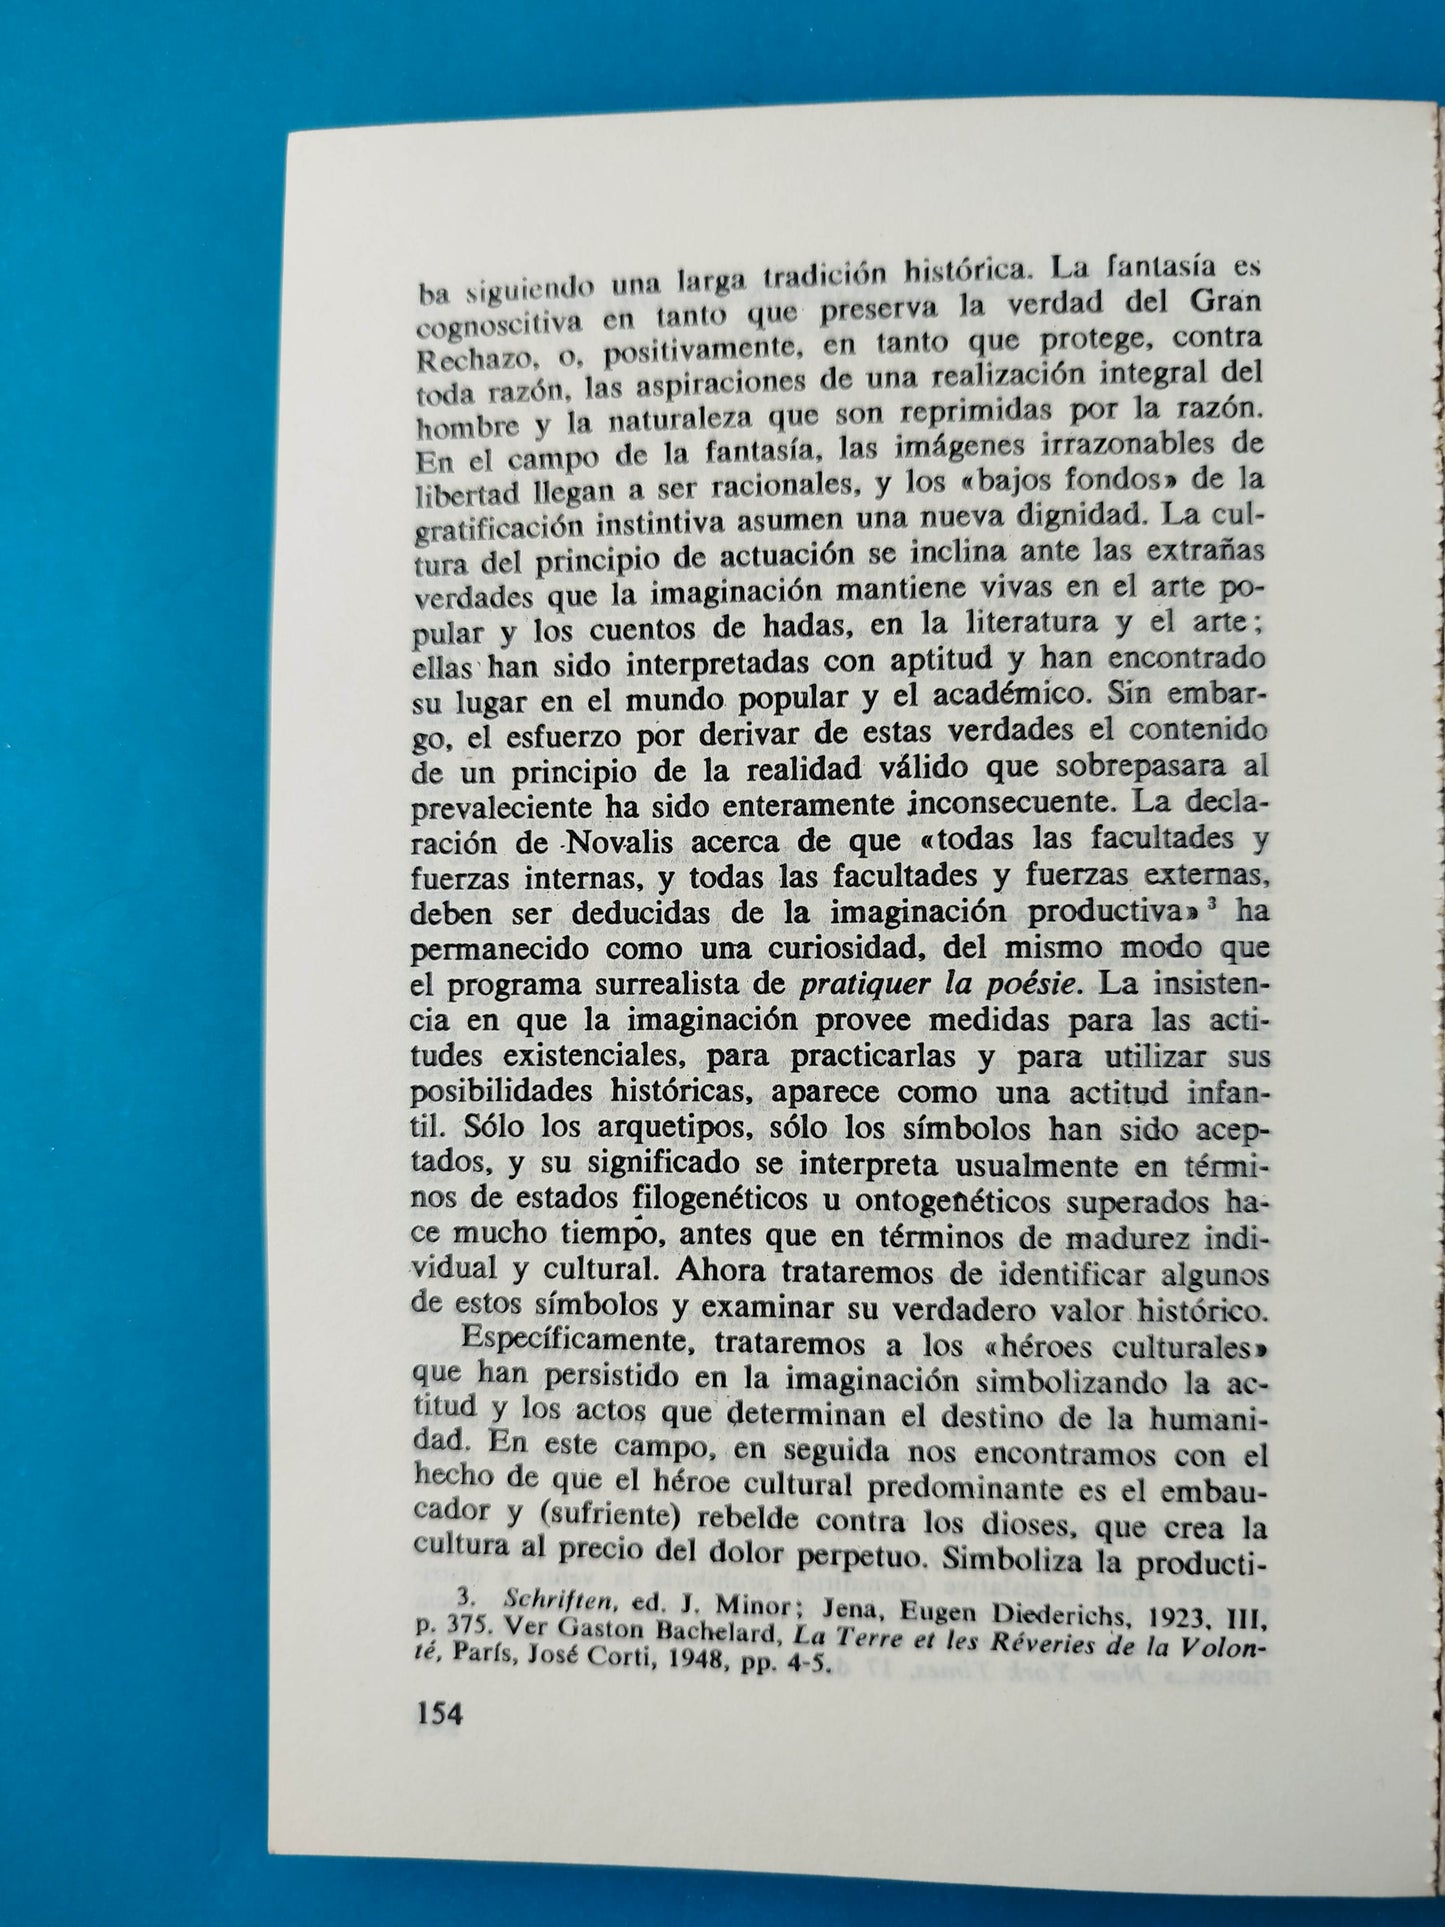 ba siguiendo una larga tradición histórica. La fantasía es
cognoscitiva en tanto que preserva la verdad del Gran
Rechazo, o, positivamente, en tanto que protege, contra
toda razón, las aspiraciones de una realización integral del
hombre y la naturaleza que son reprimidas por la razón.
En el campo de la fantasía, las imágenes irrazonables de
libertad llegan a ser racionales, y los «bajos fondos» de la
gratificación instintiva asumen una nueva dignidad. La cul-
tura del principio de actuación se inclina ante las extrañas
verdades que la imaginación mantiene vivas en el arte po-
pular y los cuentos de hadas, en la literatura y el arte;
ellas han sido interpretadas con aptitud y han encontrado
su lugar en el mundo popular y el académico. Sin embar-
go, el esfuerzo por derivar de estas verdades el contenido
de un principio de la realidad válido que sobrepasara al
prevaleciente ha sido enteramente inconsecuente. La decla-
ración de Novalis acerca de que «todas las facultades y
fuerzas internas, y todas las facultades y fuerzas externas,
deben ser deducidas de la imaginación productiva» 3 ha
permanecido como una curiosidad, del mismo modo que
el programa surrealista de pratiquer la poésie. La insisten-
cia en que la imaginación provee medidas para las acti-
tudes existenciales, para practicarlas y para utilizar sus
posibilidades históricas, aparece como una actitud infan-
til. Sólo los arquetipos, sólo los símbolos han sido acep-
tados, y su significado se interpreta usualmente en térmi-
nos de estados filogenéticos u ontogenéticos superados ha-
ce mucho tiempo, antes que en términos de madurez indi-
vidual y cultural. Ahora trataremos de identificar algunos
de estos símbolos y examinar su verdadero valor histórico.
Específicamente, trataremos a los «héroes culturales»
que han persistido en la imaginación simbolizando la ac-
titud y los actos que determinan el destino de la humani-
dad. En este campo, en seguida nos encontramos con el
hecho de que el héroe cultural predominante es el embau-
cador y (sufriente) rebelde contra los dioses, que crea la
cultura al precio del dolor perpetuo. Simboliza la producti-
3. Schriften, ed. J. Minor; Jena, Eugen Diederichs, 1923, III,
p. 375. Ver Gaston Bachelard, La Terre et les Réveries de la Volon-
té, París, José Corti, 1948, pp. 4-5.
154